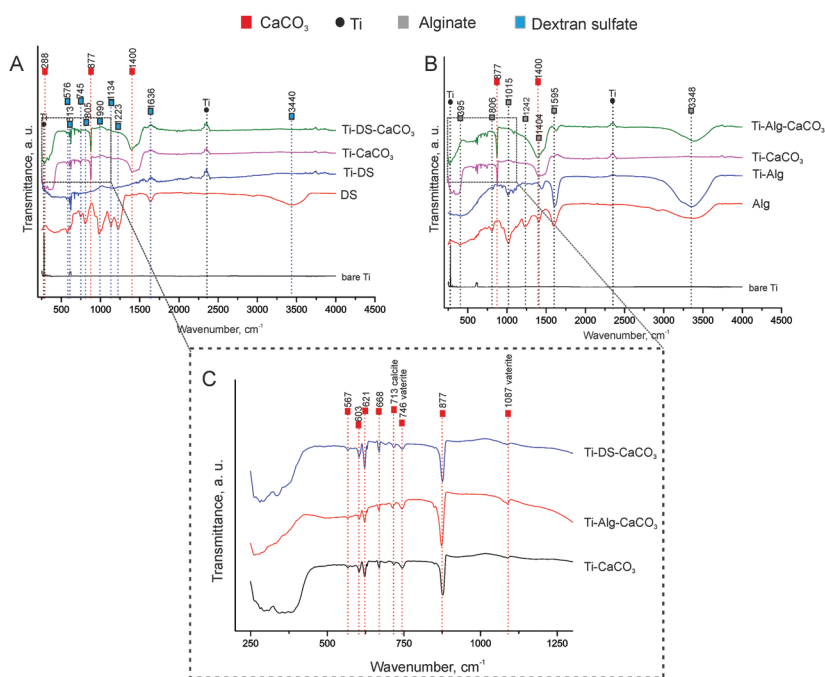 CaCO₃ Ti Alginate Dextran sulfate
A
288
576
613
745
805
877
990
1134
1223
1400
1636
Ti
3440
Ti
Transmittance, a. u.
Ti-DS-CaCO₃
Ti-CaCO₃
Ti-DS
DS
bare Ti
500 1000 1500 2000 2500 3000 3500 4000 4500
Wavenumber, cm⁻¹
B
Ti
395
806
877
1015
1242
1400
1404
1595
Ti
3348
Transmittance, a. u.
Ti-Alg-CaCO₃
Ti-CaCO₃
Ti-Alg
Alg
bare Ti
500 1000 1500 2000 2500 3000 3500 4000 4500
Wavenumber, cm⁻¹
C
567
603
621
668
713 calcite
746 vaterite
877
1087 vaterite
Transmittance, a. u.
Ti-DS-CaCO₃
Ti-Alg-CaCO₃
Ti-CaCO₃
250 500 750 1000 1250
Wavenumber, cm⁻¹